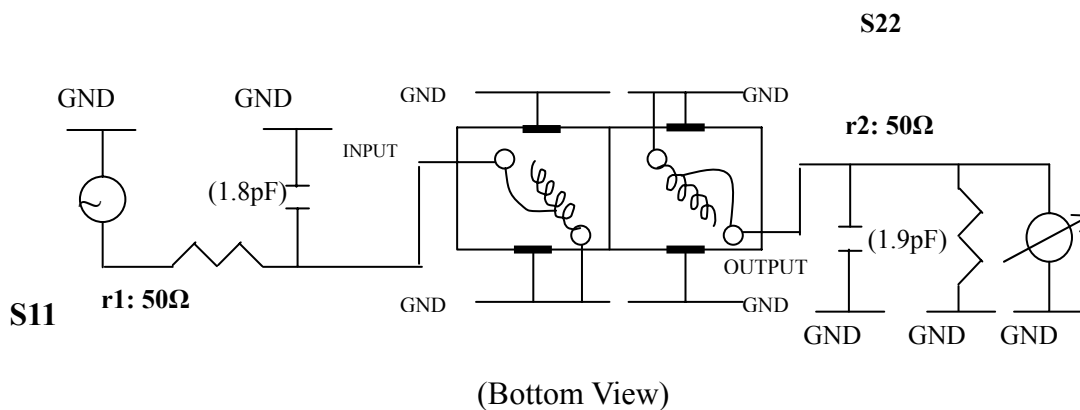 S22
GND
GND
GND
GND
r2: 50Ω
INPUT
(1.8pF)
(1.9pF)
OUTPUT
r1: 50Ω
S11
GND
GND
GND
GND
GND
(Bottom View)